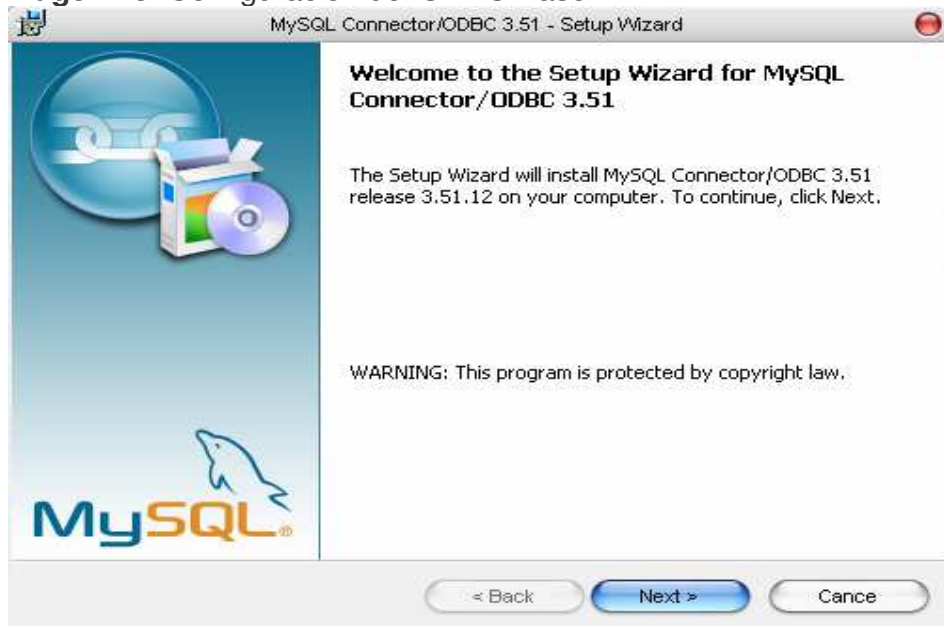 MySQL Connector/ODBC 3.51 - Setup Wizard
Welcome to the Setup Wizard for MySQL
Connector/ODBC 3.51
The Setup Wizard will install MySQL Connector/ODBC 3.51
release 3.51.12 on your computer. To continue, click Next.
WARNING: This program is protected by copyright law.
MySQL®
< Back
Next >
Cance